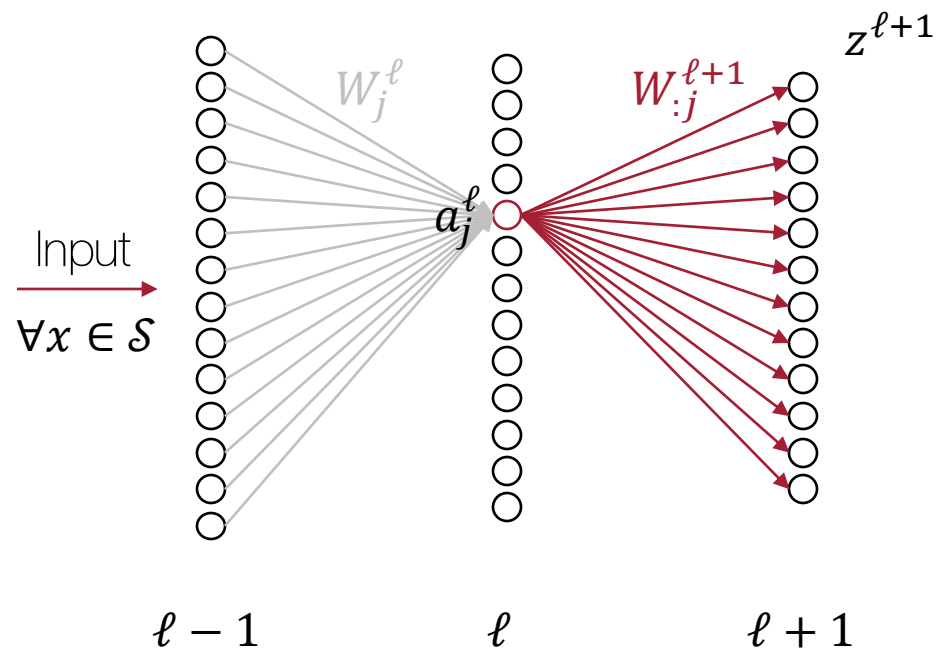 z^{ℓ+1}
W_j^ℓ
W_{:j}^{ℓ+1}
a_j^ℓ
Input
∀x ∈ 𝒮
ℓ − 1
ℓ
ℓ + 1